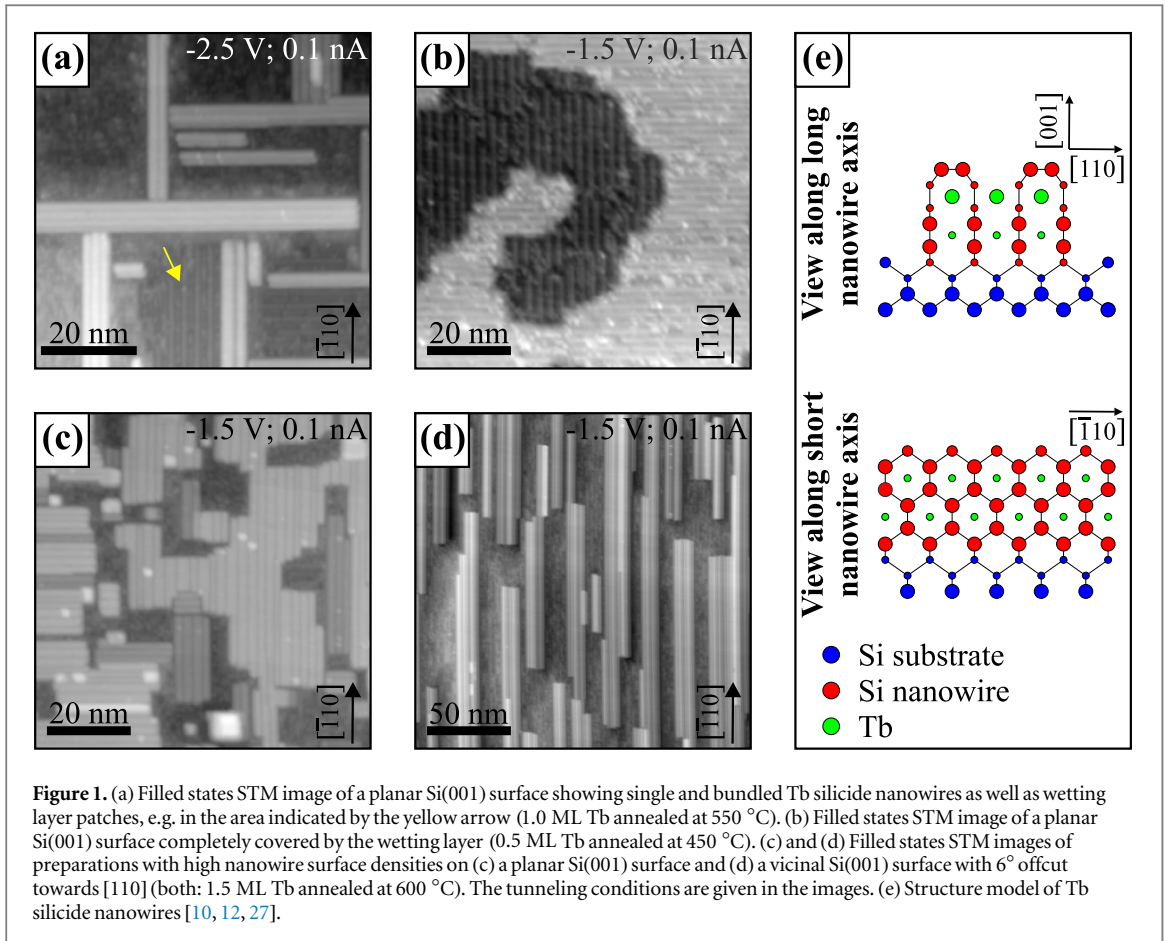 (a)
-2.5 V; 0.1 nA
20 nm
[1̅10]
(b)
-1.5 V; 0.1 nA
20 nm
[1̅10]
(c)
-1.5 V; 0.1 nA
20 nm
[1̅10]
(d)
-1.5 V; 0.1 nA
50 nm
[1̅10]
(e)
View along long
nanowire axis
[001]
[110]
View along short
nanowire axis
[1̅10]
Si substrate
Si nanowire
Tb
Figure 1. (a) Filled states STM image of a planar Si(001) surface showing single and bundled Tb silicide nanowires as well as wetting
layer patches, e.g. in the area indicated by the yellow arrow (1.0 ML Tb annealed at 550 °C). (b) Filled states STM image of a planar
Si(001) surface completely covered by the wetting layer (0.5 ML Tb annealed at 450 °C). (c) and (d) Filled states STM images of
preparations with high nanowire surface densities on (c) a planar Si(001) surface and (d) a vicinal Si(001) surface with 6° offcut
towards [110] (both: 1.5 ML Tb annealed at 600 °C). The tunneling conditions are given in the images. (e) Structure model of Tb
silicide nanowires [10, 12, 27].